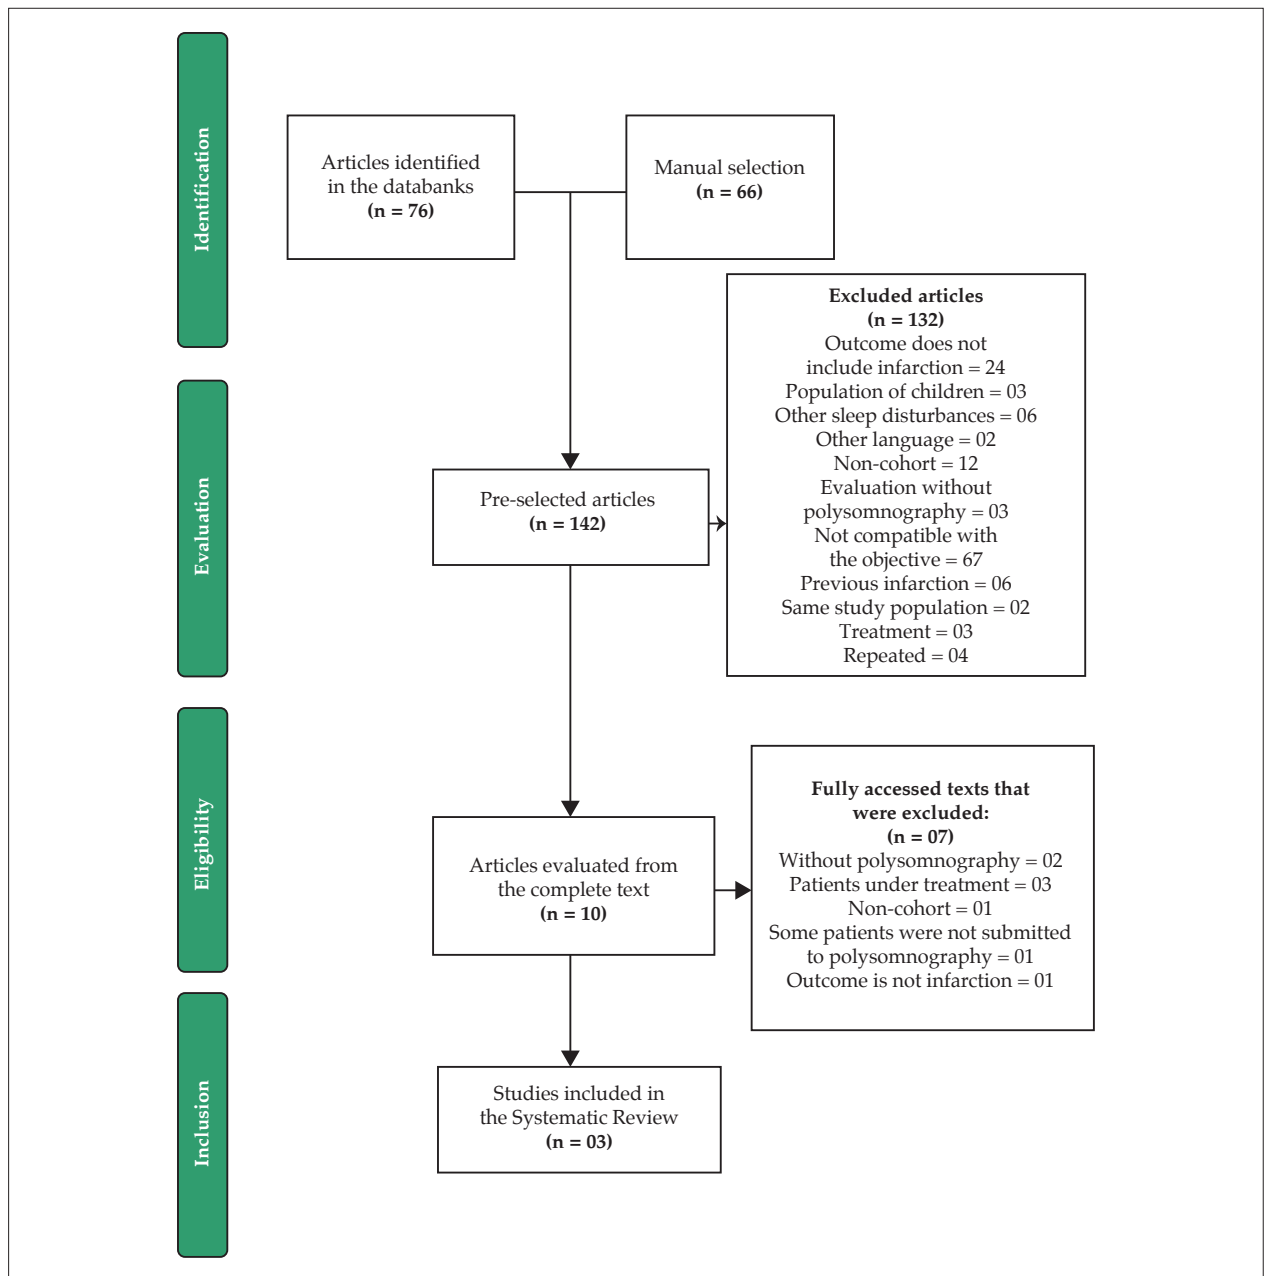 Identification
Articles identified
in the databanks
(n = 76)
Manual selection
(n = 66)
Excluded articles
(n = 132)
Outcome does not
include infarction = 24
Population of children = 03
Other sleep disturbances = 06
Other language = 02
Non-cohort = 12
Evaluation without
polysomnography = 03
Not compatible with
the objective = 67
Previous infarction = 06
Same study population = 02
Treatment = 03
Repeated = 04
Evaluation
Pre-selected articles
(n = 142)
Eligibility
Articles evaluated from
the complete text
(n = 10)
Fully accessed texts that
were excluded:
(n = 07)
Without polysomnography = 02
Patients under treatment = 03
Non-cohort = 01
Some patients were not submitted
to polysomnography = 01
Outcome is not infarction = 01
Inclusion
Studies included in
the Systematic Review
(n = 03)